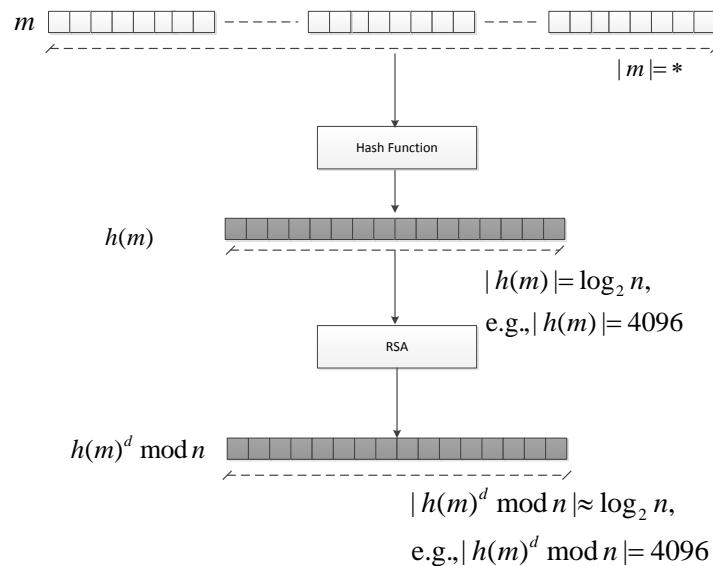 m
| m |= *
Hash Function
h(m)
| h(m) |= log₂ n,
e.g.,| h(m) |= 4096
RSA
h(m)ᵈ mod n
| h(m)ᵈ mod n |≈ log₂ n,
e.g.,| h(m)ᵈ mod n |= 4096